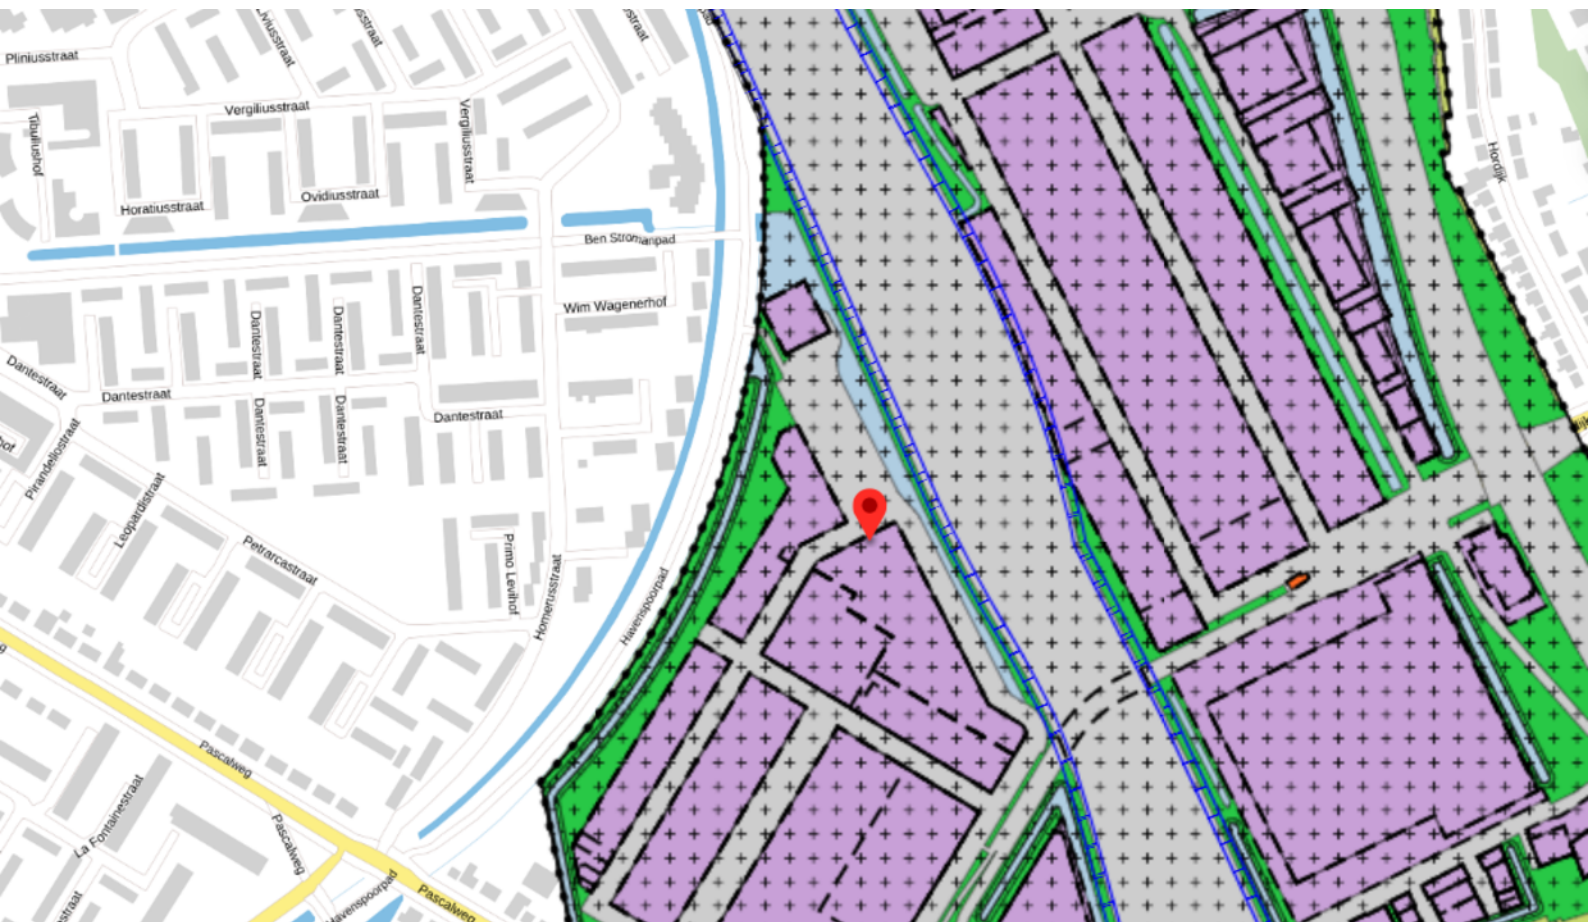 Pliniusstraat
Liviusstraat
Vergiliusstraat
Vergiliusstraat
Tibullushof
Horatiusstraat
Ovidiusstraat
Ben Stromanpad
Hordijk
Wim Wagenerhof
Dantestraat
Dantestraat
Dantestraat
Dantestraat
Dantestraat
Dantestraat
Dantestraat
Dantestraat
Pirandellostraat
Leopardistraat
Petrarcastraat
Primo Levihof
Homerusstraat
Havenspoorpad
Pascalweg
La Fontainestraat
Pascalweg
Havenspoorpad
Pascalweg